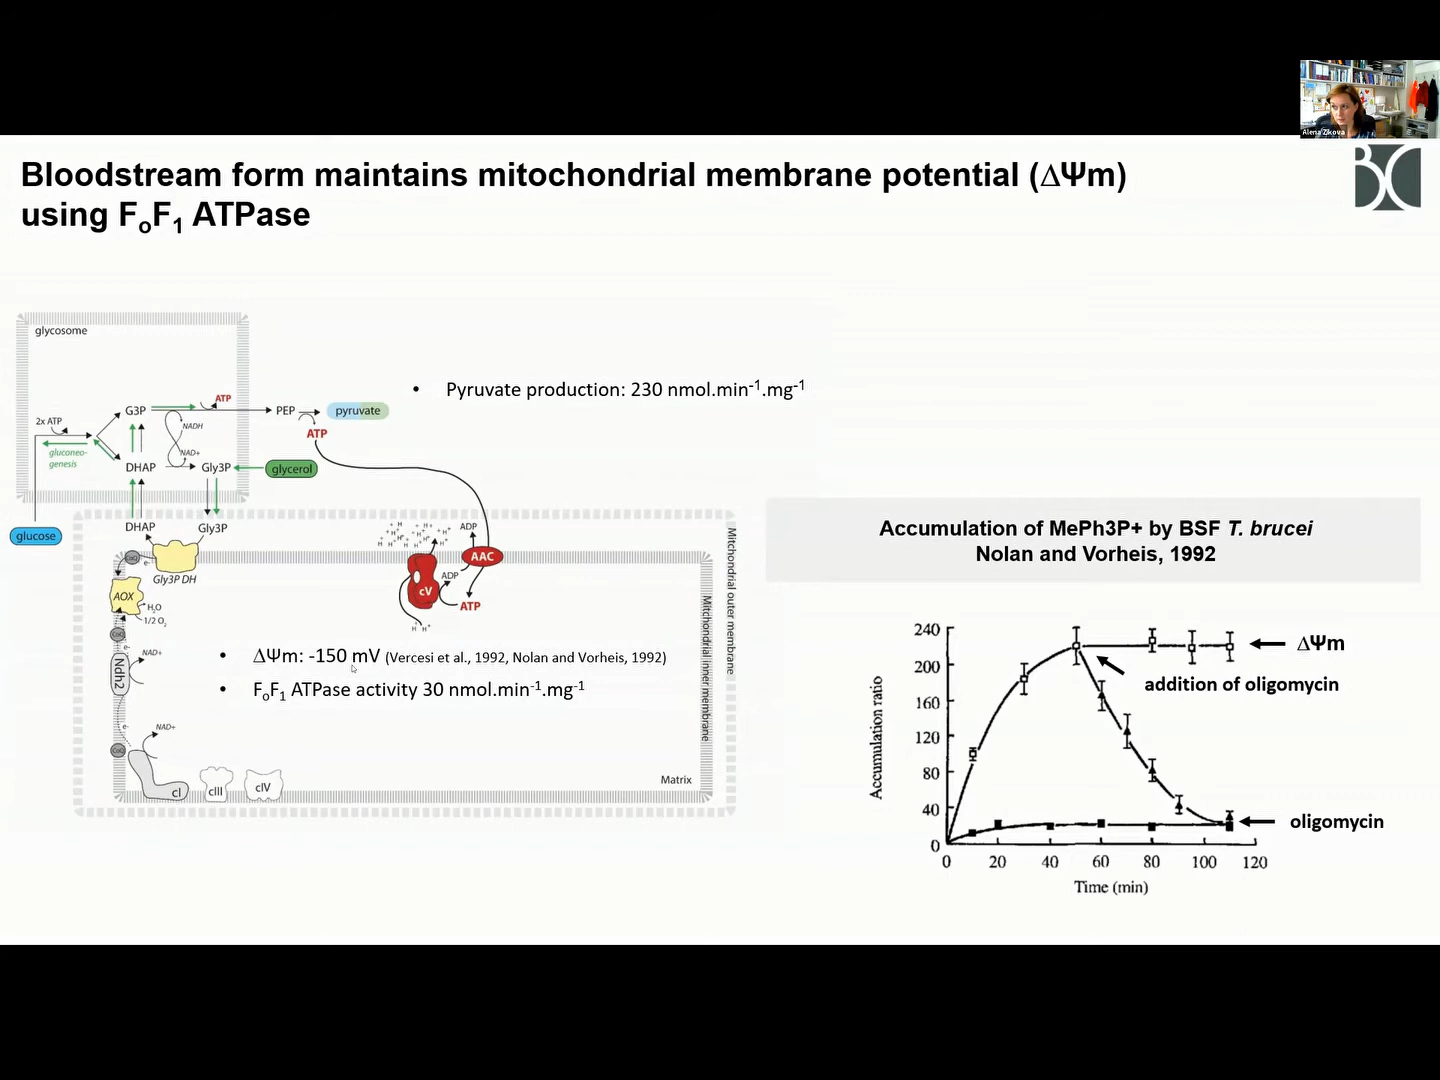 Alena Zikova
Bloodstream form maintains mitochondrial membrane potential (ΔΨm)
using FoF1 ATPase
BC
glycosome
• Pyruvate production: 230 nmol.min-1.mg-1
ATP
G3P
PEP
pyruvate
2x ATP
NADH
ATP
gluconeo-
genesis
NAD+
DHAP
Gly3P
glycerol
glucose
DHAP
Gly3P
H+
ADP
AAC
CoQ
e-
Gly3P DH
ADP
cV
ATP
AOX
H2O
1/2 O2
H+ H+
CoQ
e-
NAD+
Ndh2
e-
NAD+
CoQ
cI
cIII
cIV
Matrix
Mitochondrial outer membrane
Mitochondrial inner membrane
• ΔΨm: -150 mV (Vercesi et al., 1992, Nolan and Vorheis, 1992)
• FoF1 ATPase activity 30 nmol.min-1.mg-1
Accumulation of MePh3P+ by BSF T. brucei
Nolan and Vorheis, 1992
Accumulation ratio
240
200
160
120
80
40
0
0 20 40 60 80 100 120
Time (min)
ΔΨm
addition of oligomycin
oligomycin